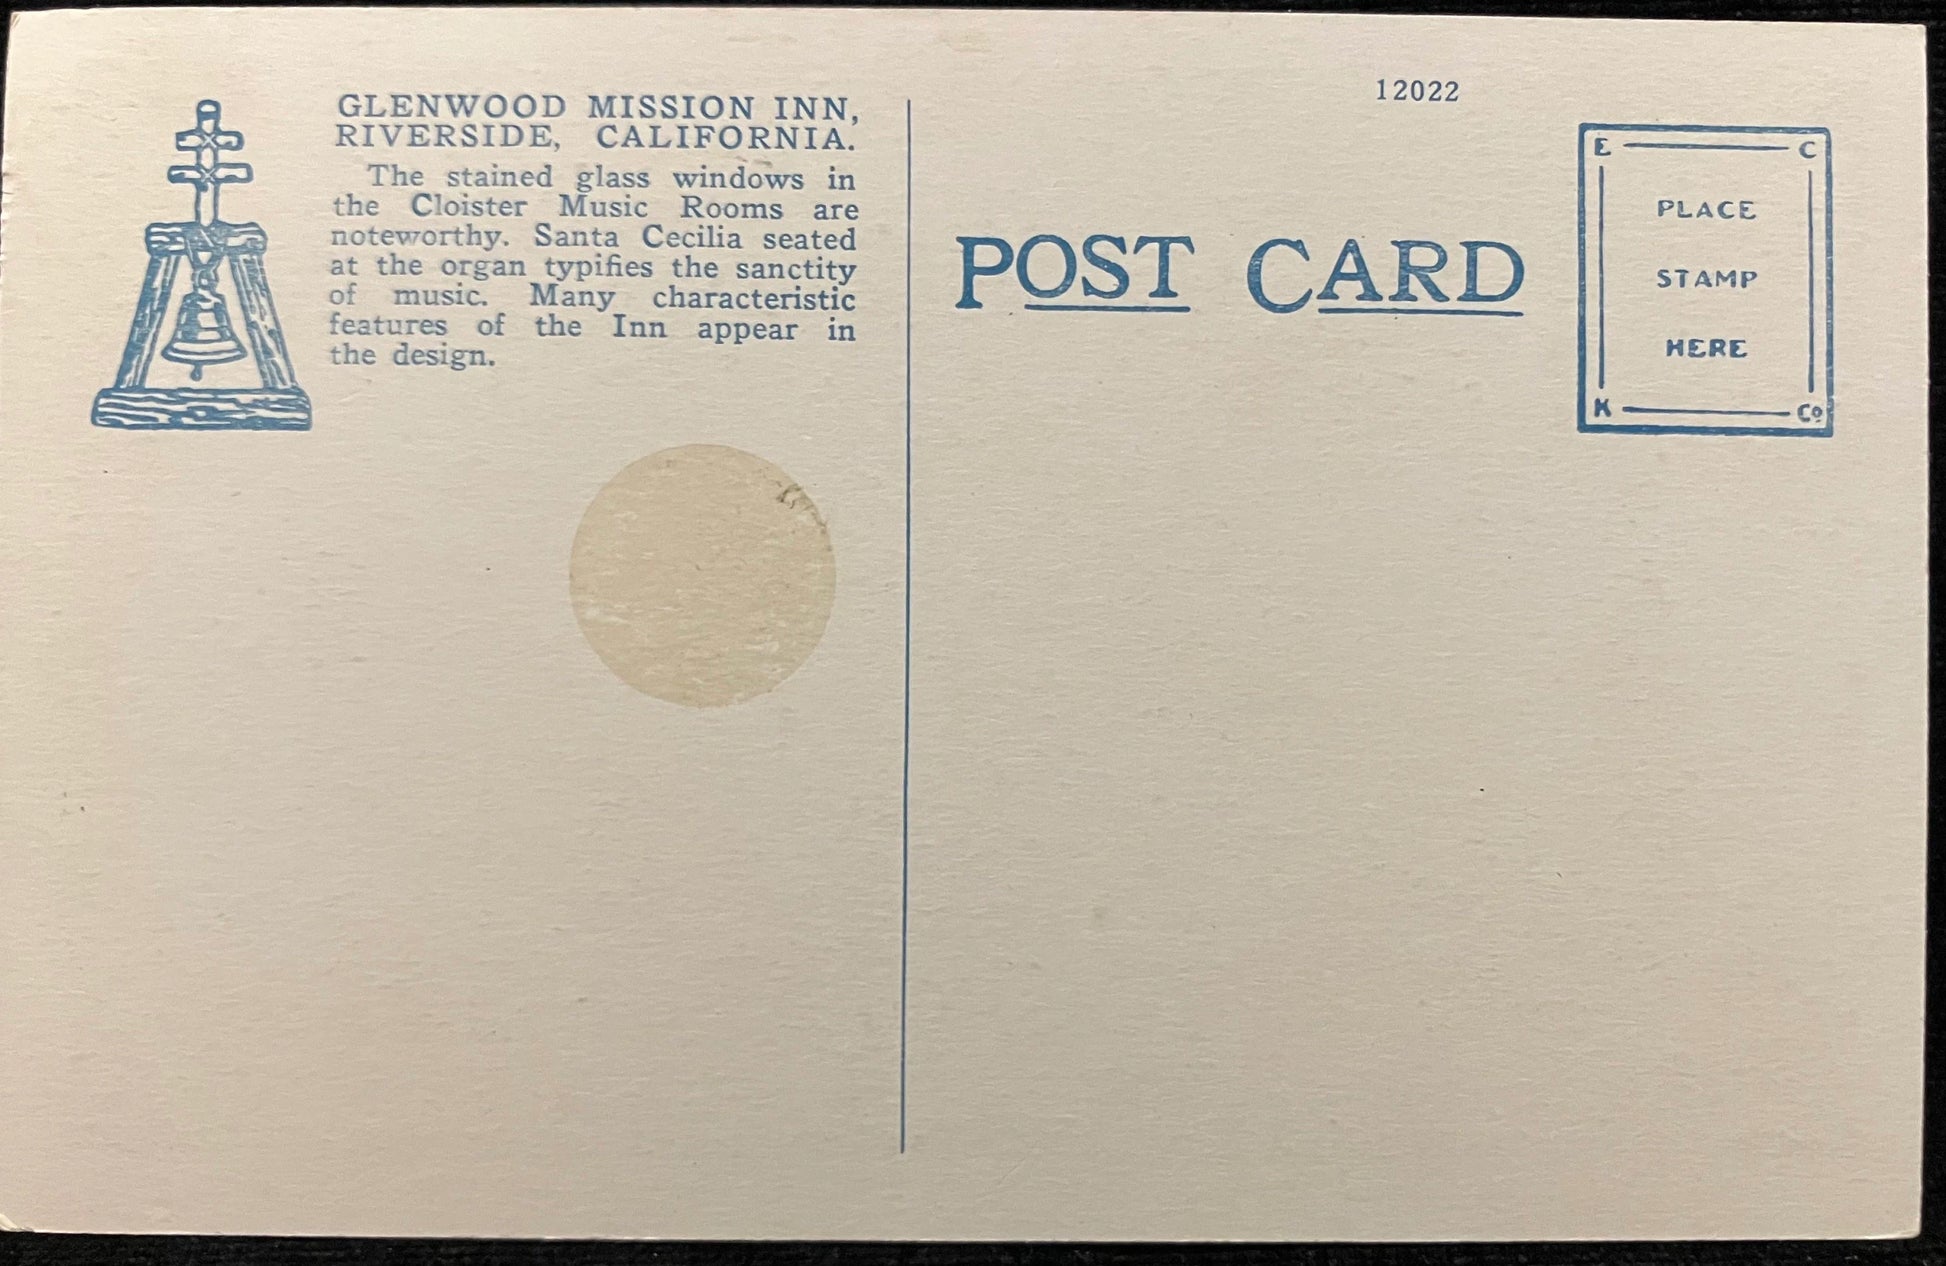 GLENWOOD MISSION INN,
RIVERSIDE, CALIFORNIA.
The stained glass windows in
the Cloister Music Rooms are
noteworthy. Santa Cecilia seated
at the organ typifies the sanctity
of music. Many characteristic
features of the Inn appear in
the design.
12022
POST CARD
E C
PLACE
STAMP
HERE
K Co